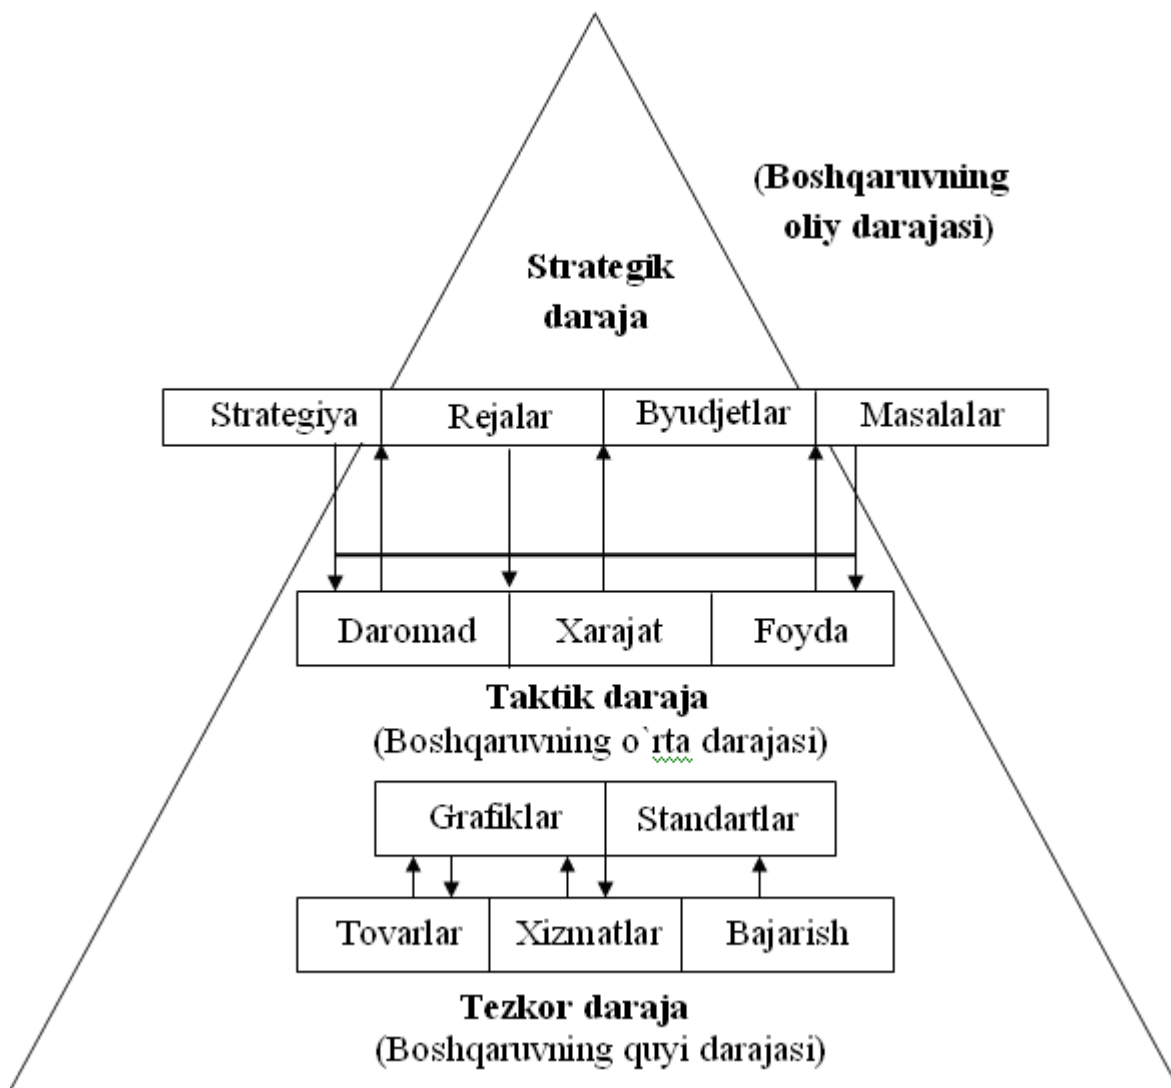 (Boshqaruvning
oliy darajasi)
Strategik
daraja
Strategiya Rejalar Byudjetlar Masalalar
Daromad Xarajat Foyda
Taktik daraja
(Boshqaruvning o`rta darajasi)
Grafiklar Standartlar
Tovarlar Xizmatlar Bajarish
Tezkor daraja
(Boshqaruvning quyi darajasi)